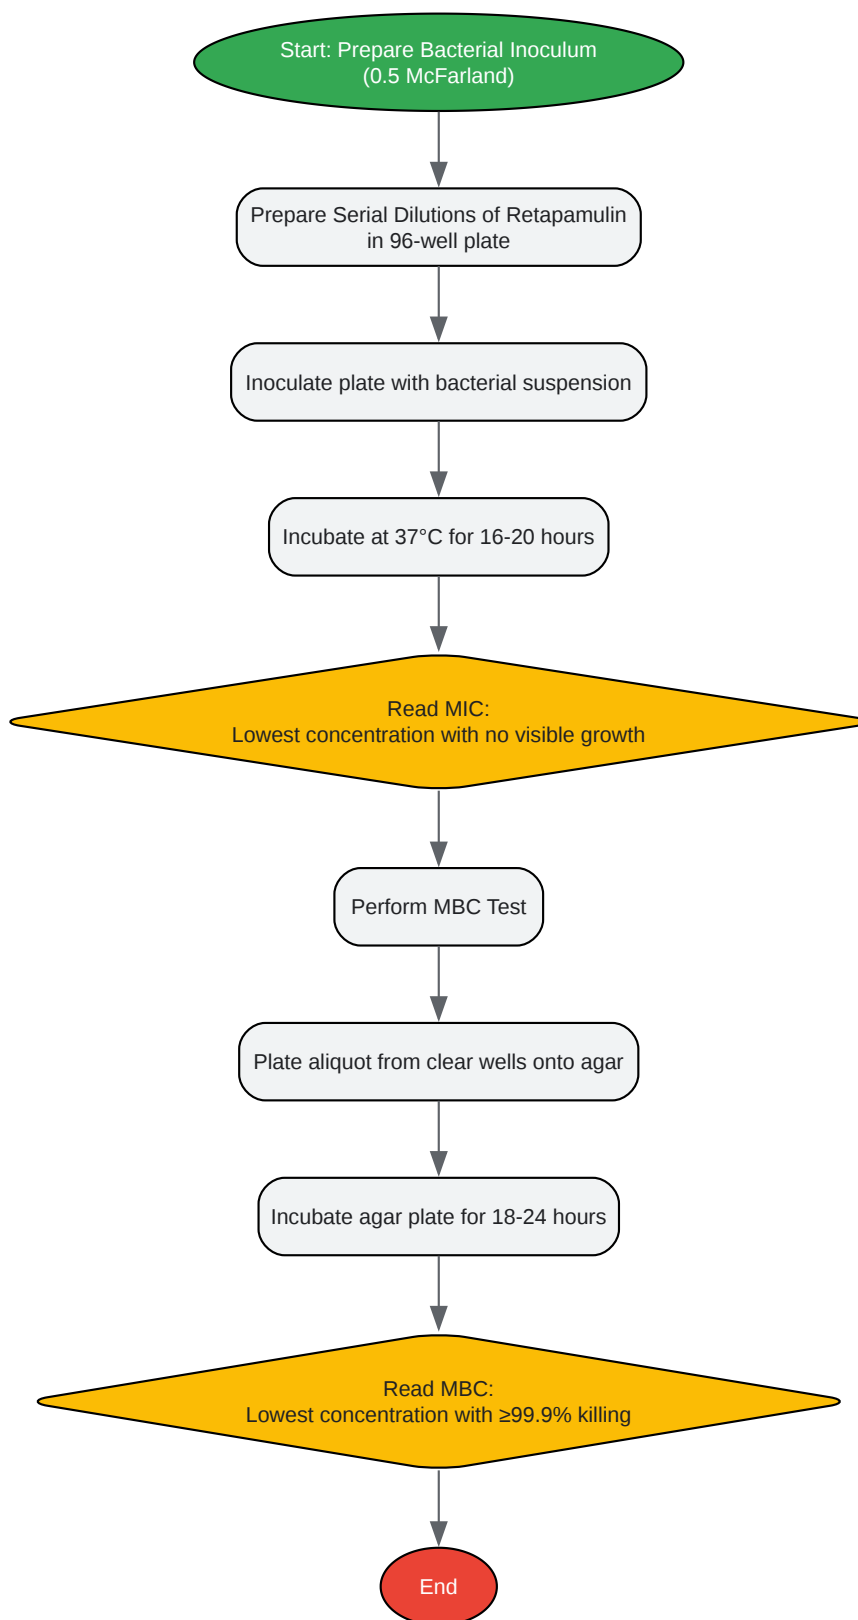 Start: Prepare Bacterial Inoculum
(0.5 McFarland)
Prepare Serial Dilutions of Retapamulin
in 96-well plate
Inoculate plate with bacterial suspension
Incubate at 37°C for 16-20 hours
Read MIC:
Lowest concentration with no visible growth
Perform MBC Test
Plate aliquot from clear wells onto agar
Incubate agar plate for 18-24 hours
Read MBC:
Lowest concentration with ≥99.9% killing
End